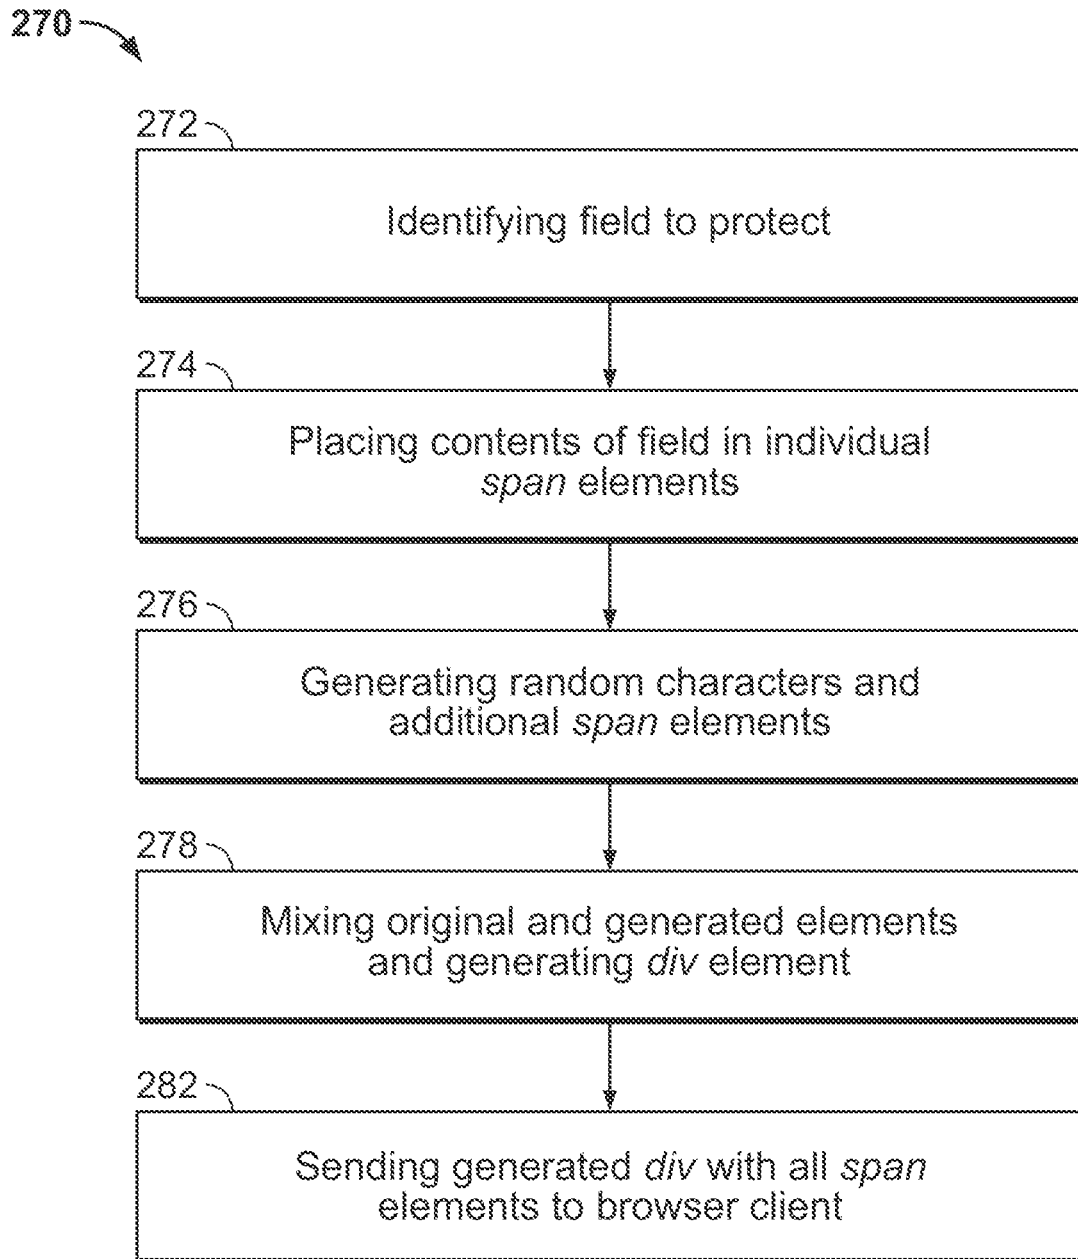 270
272
Identifying field to protect
274
Placing contents of field in individual
span elements
276
Generating random characters and
additional span elements
278
Mixing original and generated elements
and generating div element
282
Sending generated div with all span
elements to browser client